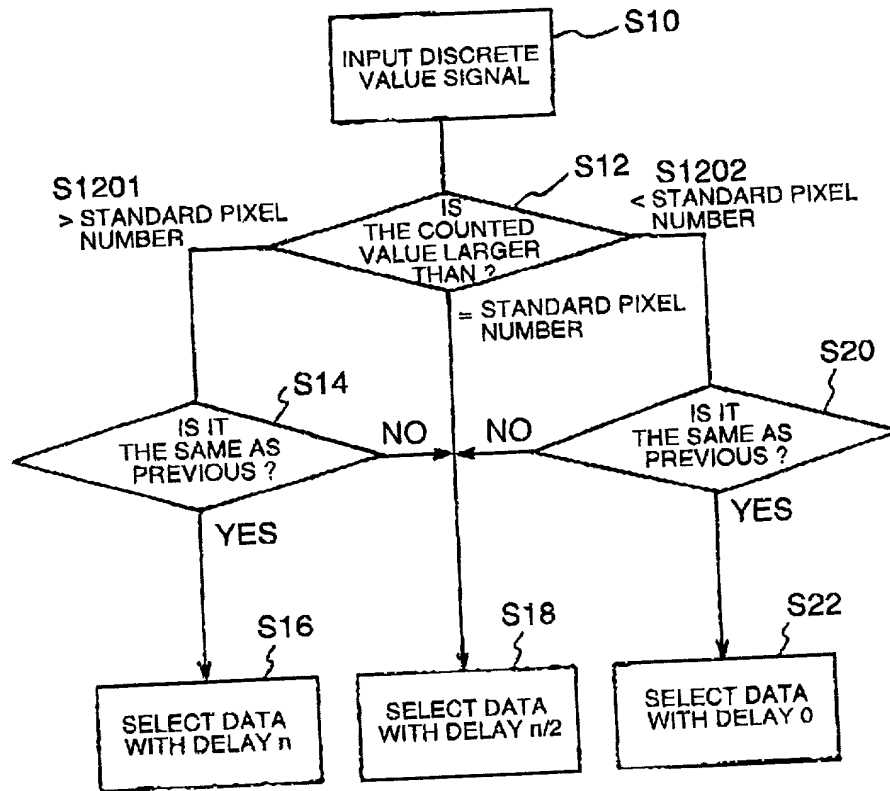 S10
INPUT DISCRETE
VALUE SIGNAL
S1201
> STANDARD PIXEL
NUMBER
S12
IS
THE COUNTED
VALUE LARGER
THAN ?
S1202
< STANDARD PIXEL
NUMBER
= STANDARD PIXEL
NUMBER
S14
IS IT
THE SAME AS
PREVIOUS ?
NO
NO
S20
IS IT
THE SAME AS
PREVIOUS ?
YES
YES
S16
SELECT DATA
WITH DELAY n
S18
SELECT DATA
WITH DELAY n/2
S22
SELECT DATA
WITH DELAY 0